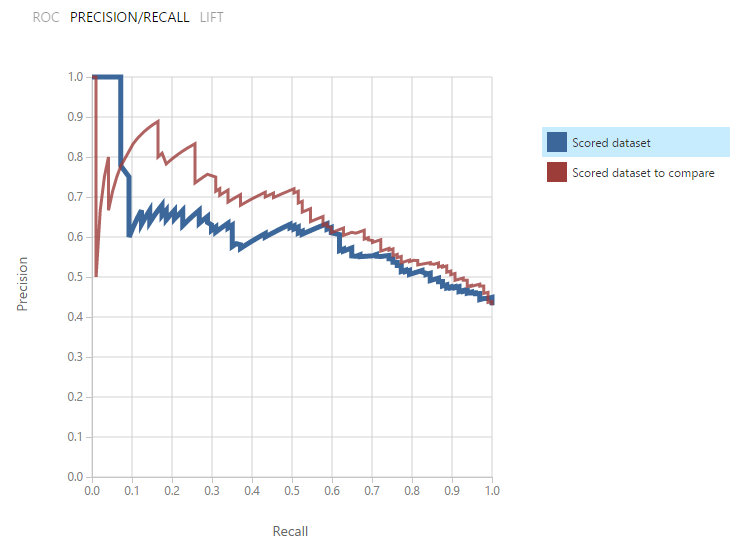 ROC PRECISION/RECALL LIFT
1.0
0.9
0.8
0.7
0.6
0.5
0.4
0.3
0.2
0.1
0.0
Precision
0.0 0.1 0.2 0.3 0.4 0.5 0.6 0.7 0.8 0.9 1.0
Recall
Scored dataset
Scored dataset to compare